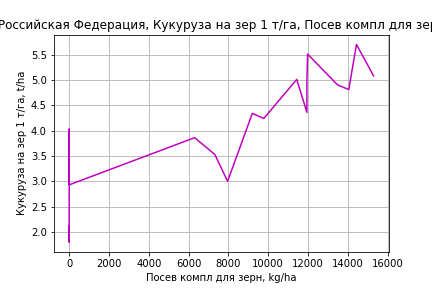 Российская Федерация, Кукуруза на зер 1 т/га, Посев компл для зер
5.5
5.0
4.5
4.0
3.5
3.0
2.5
2.0
Кукуруза на зер 1 т/га, t/ha
0 2000 4000 6000 8000 10000 12000 14000 16000
Посев компл для зерн, kg/ha